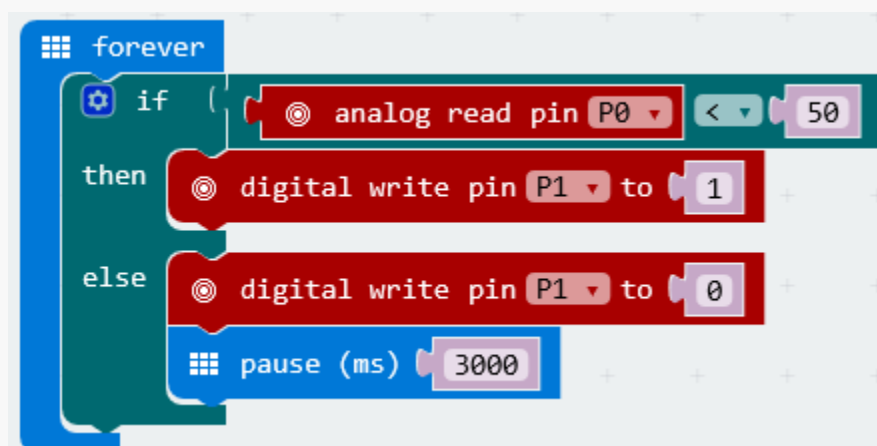 forever
if analog read pin P0 < 50
then digital write pin P1 to 1
else digital write pin P1 to 0
pause (ms) 3000